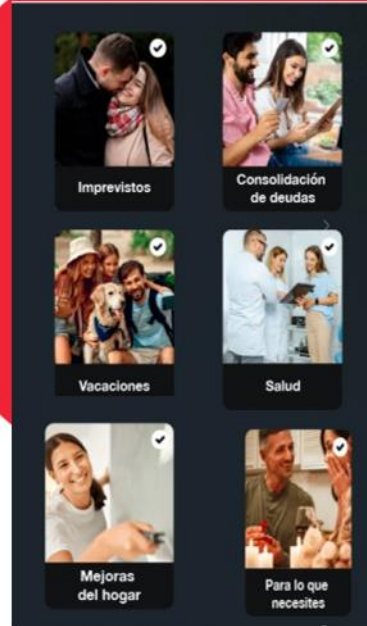 Imprevistos
Consolidación
de deudas
Vacaciones
Salud
Mejoras
del hogar
Para lo que
necesites